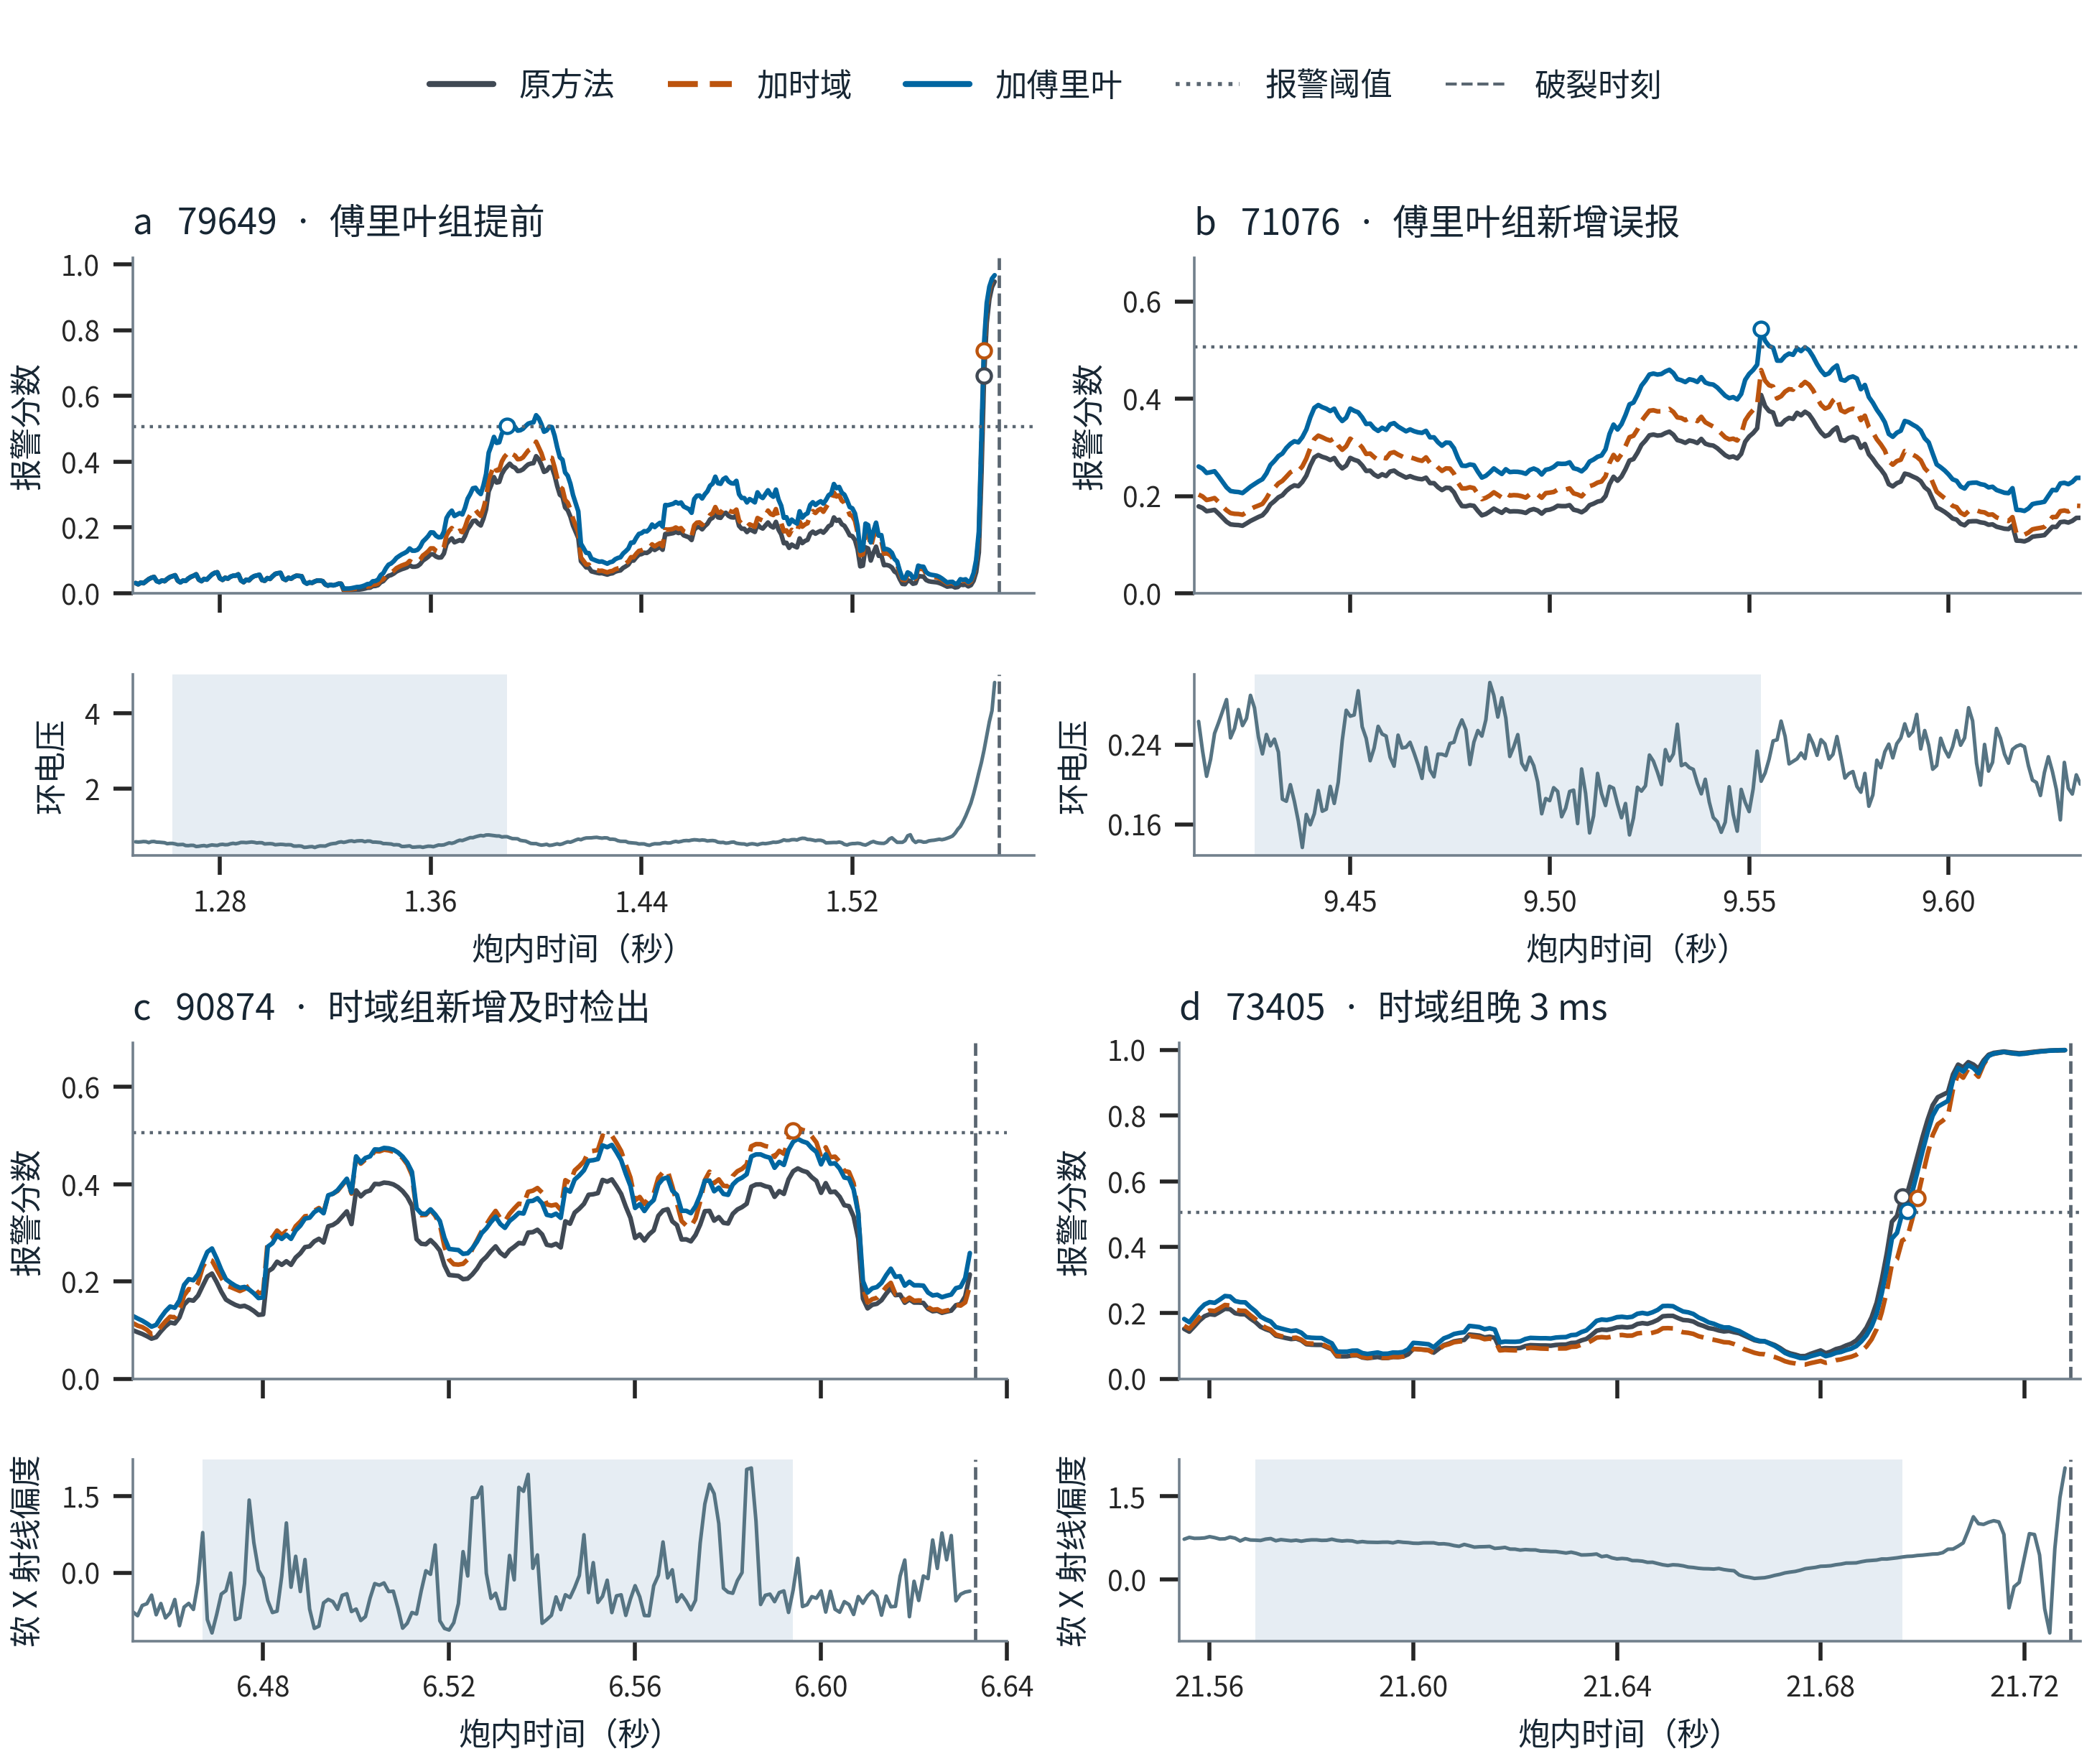 原方法 加时域 加傅里叶 报警阈值 破裂时刻
a 79649 · 傅里叶组提前
报警分数
1.0
0.8
0.6
0.4
0.2
0.0
环电压
4
2
1.28 1.36 1.44 1.52
炮内时间（秒）
b 71076 · 傅里叶组新增误报
报警分数
0.6
0.4
0.2
0.0
环电压
0.24
0.16
9.45 9.50 9.55 9.60
炮内时间（秒）
c 90874 · 时域组新增及时检出
报警分数
0.6
0.4
0.2
0.0
软 X 射线偏度
1.5
0.0
6.48 6.52 6.56 6.60 6.64
炮内时间（秒）
d 73405 · 时域组晚 3 ms
报警分数
1.0
0.8
0.6
0.4
0.2
0.0
软 X 射线偏度
1.5
0.0
21.56 21.60 21.64 21.68 21.72
炮内时间（秒）